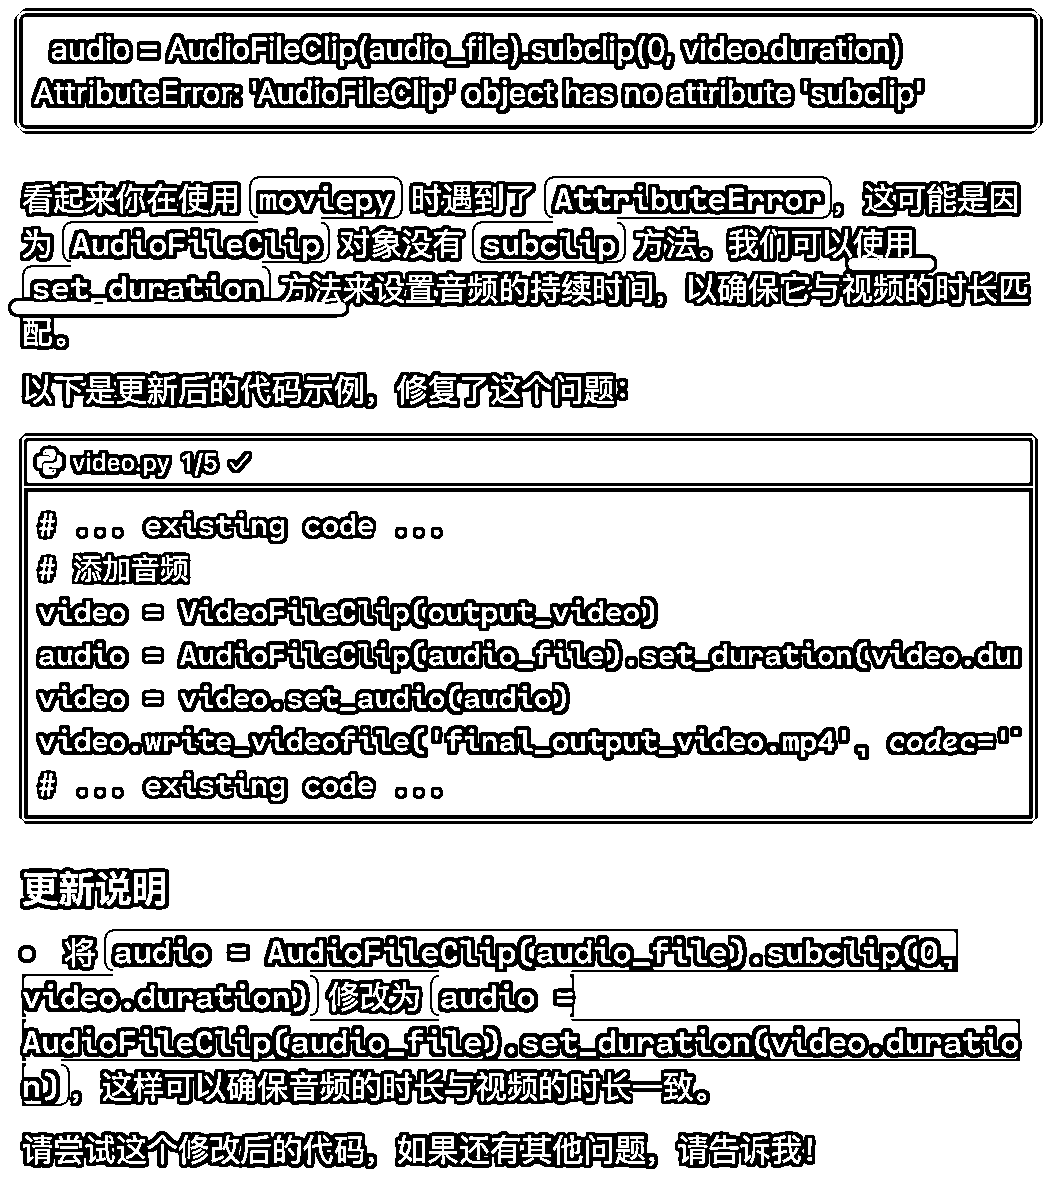 audio = AudioFileClip(audio_file).subclip(0, video.duration)
AttributeError: 'AudioFileClip' object has no attribute 'subclip'
看起来你在使用 moviepy 时遇到了 AttributeError，这可能是因
为 AudioFileClip 对象没有 subclip 方法。我们可以使用
set_duration 方法来设置音频的持续时间，以确保它与视频的时长匹
配。
以下是更新后的代码示例，修复了这个问题：
video.py 1/5 ✓
# ... existing code ...
# 添加音频
video = VideoFileClip(output_video)
audio = AudioFileClip(audio_file).set_duration(video.du
video = video.set_audio(audio)
video.write_videofile('final_output_video.mp4', codec='
# ... existing code ...
更新说明
• 将 audio = AudioFileClip(audio_file).subclip(0,
video.duration) 修改为 audio =
AudioFileClip(audio_file).set_duration(video.duratio
n)，这样可以确保音频的时长与视频的时长一致。
请尝试这个修改后的代码，如果还有其他问题，请告诉我！